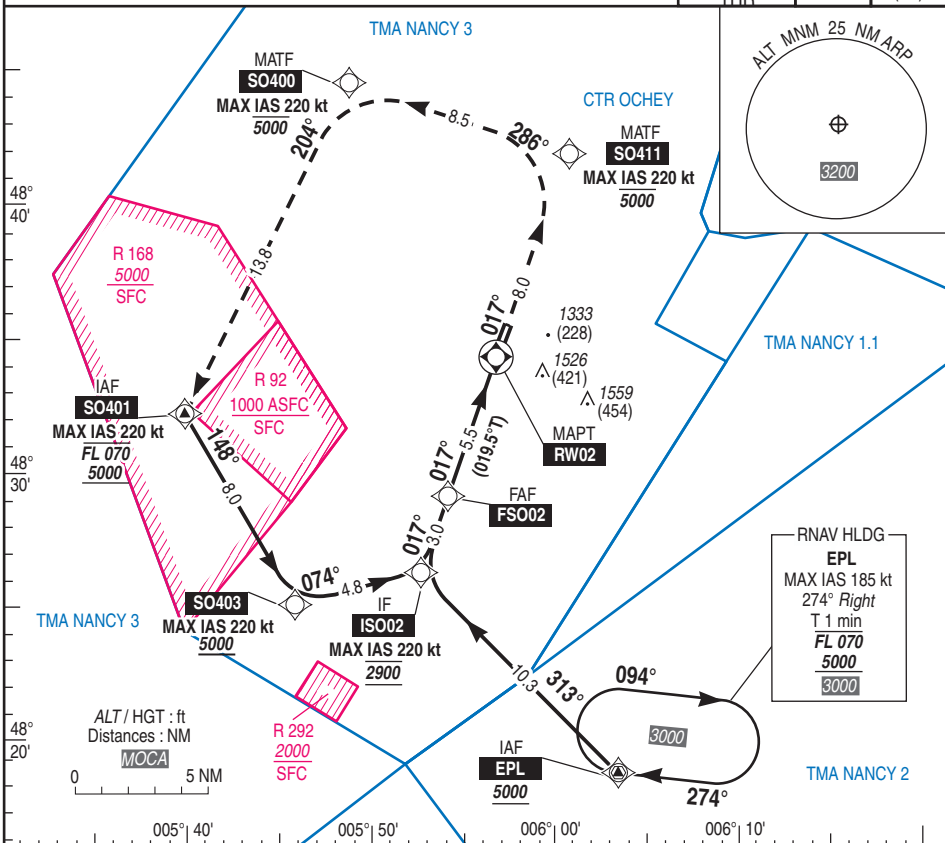 TMA NANCY 3
ALT MNM 25 NM ARP
3200
MATF
SO400
MAX IAS 220 kt
5000
CTR OCHEY
MATF
SO411
MAX IAS 220 kt
5000
204°
8.5
286°
48°
40'
R 168
5000
SFC
13.8
8.0
017°
1333
(228)
1526
(421)
1559
(454)
TMA NANCY 1.1
R 92
1000 ASFC
SFC
IAF
SO401
MAX IAS 220 kt
FL 070
5000
148°
8.0
5.5
(019.5°T)
017°
MAPT
RW02
48°
30'
FAF
FSO02
017°
3.0
074°
4.8
SO403
MAX IAS 220 kt
5000
IF
ISO02
MAX IAS 220 kt
2900
TMA NANCY 3
RNAV HLDG
EPL
MAX IAS 185 kt
274° Right
T 1 min
FL 070
5000
3000
10.3
313°
094°
3000
274°
R 292
2000
SFC
IAF
EPL
5000
TMA NANCY 2
ALT / HGT : ft
Distances : NM
MOCA
0 5 NM
48°
20'
005° 40' 005° 50' 006° 00' 006° 10'